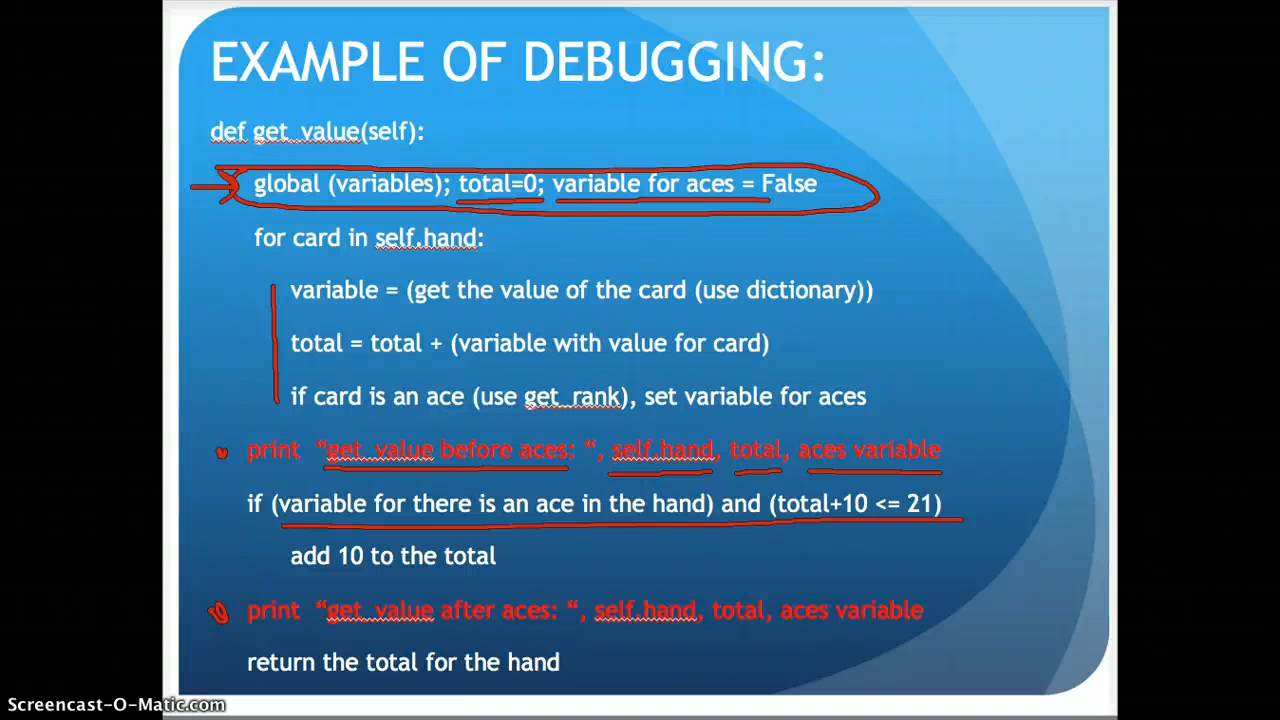 EXAMPLE OF DEBUGGING:
def get_value(self):
global (variables); total=0; variable for aces = False
for card in self.hand:
variable = (get the value of the card (use dictionary))
total = total + (variable with value for card)
if card is an ace (use get_rank), set variable for aces
print “get_value before aces: “, self.hand, total, aces variable
if (variable for there is an ace in the hand) and (total+10 <= 21)
add 10 to the total
print “get_value after aces: “, self.hand, total, aces variable
return the total for the hand
Screencast-O-Matic.com